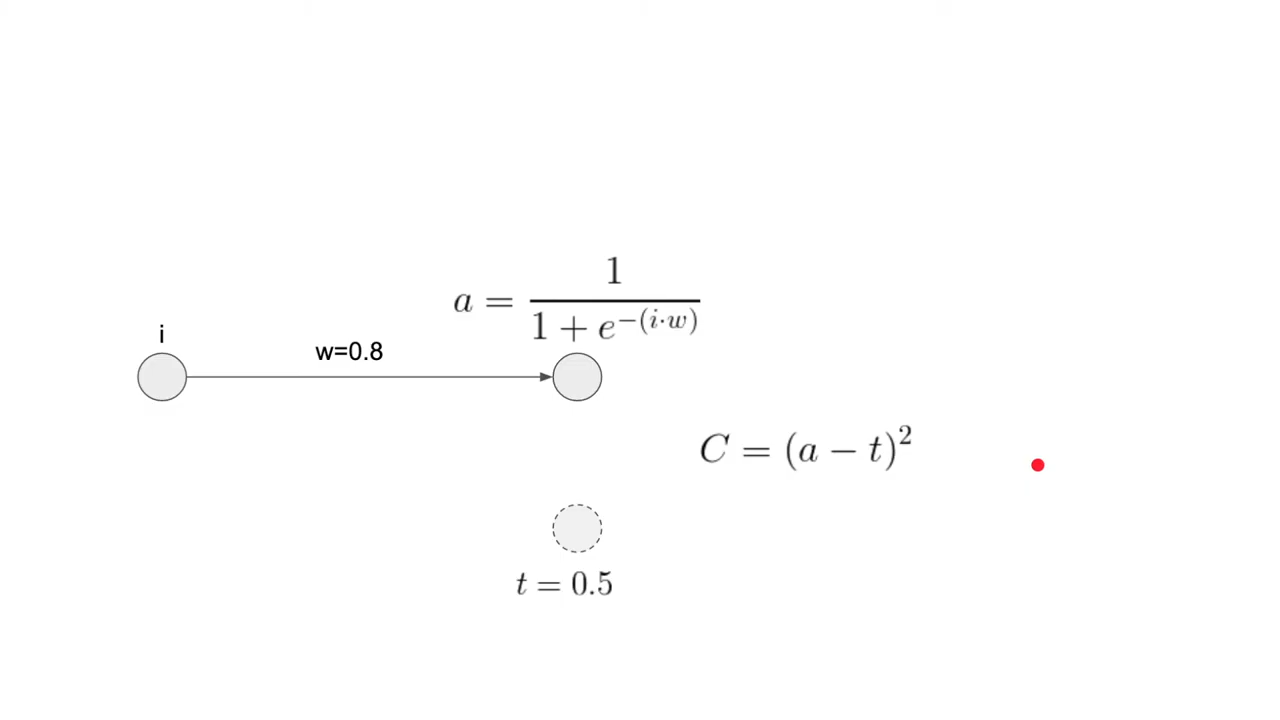 a = 1 / (1 + e^{-(i·w)})
i
w=0.8
C = (a − t)²
t = 0.5